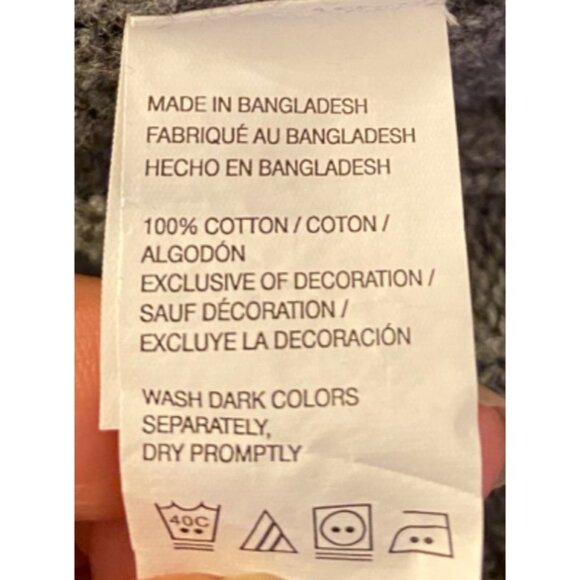 MADE IN BANGLADESH
FABRIQUÉ AU BANGLADESH
HECHO EN BANGLADESH
100% COTTON / COTON /
ALGODÓN
EXCLUSIVE OF DECORATION /
SAUF DÉCORATION /
EXCLUYE LA DECORACIÓN
WASH DARK COLORS
SEPARATELY,
DRY PROMPTLY
40C